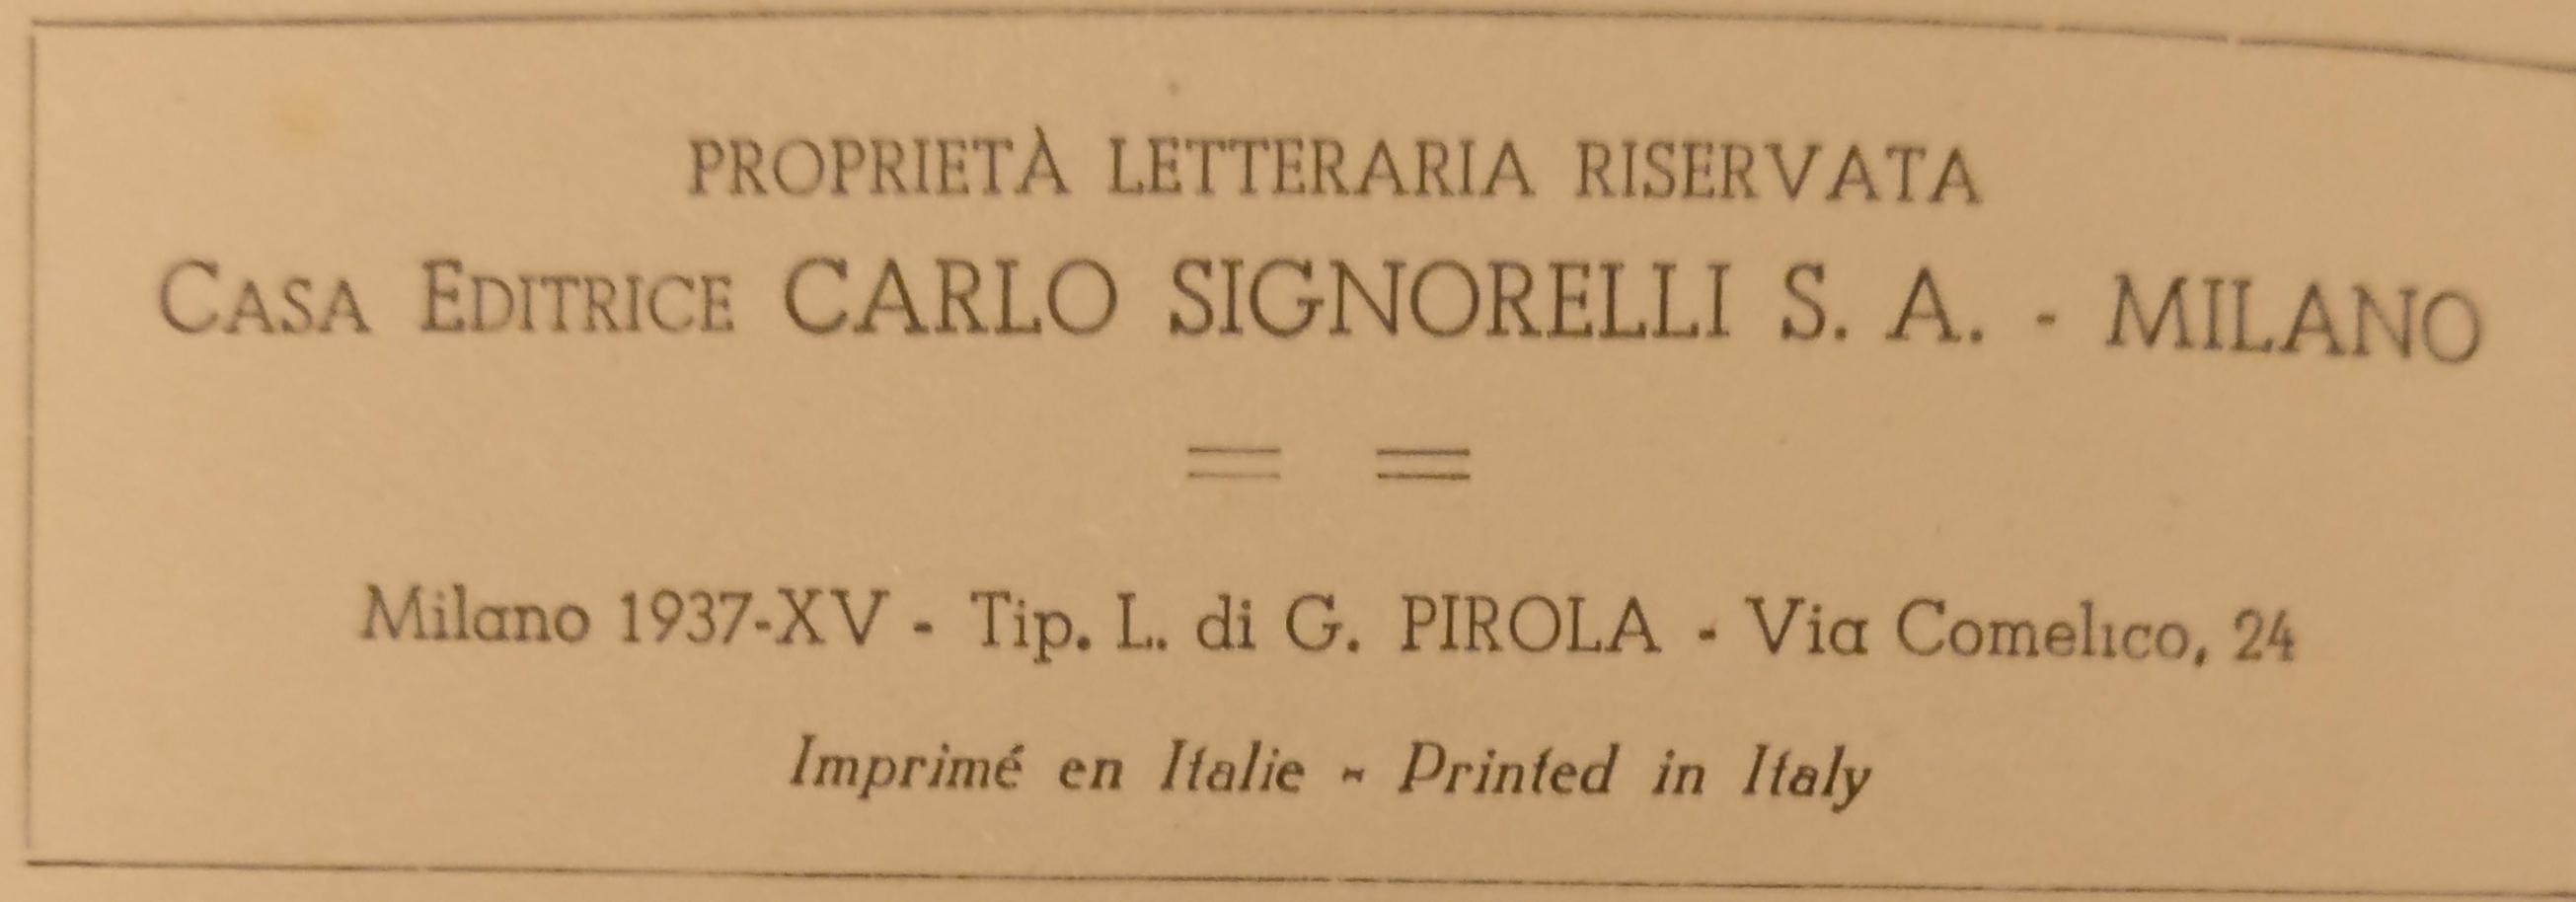 PROPRIETÀ LETTERARIA RISERVATA
CASA EDITRICE CARLO SIGNORELLI S. A. - MILANO
Milano 1937-XV - Tip. L. di G. PIROLA - Via Comelico, 24
Imprimé en Italie - Printed in Italy